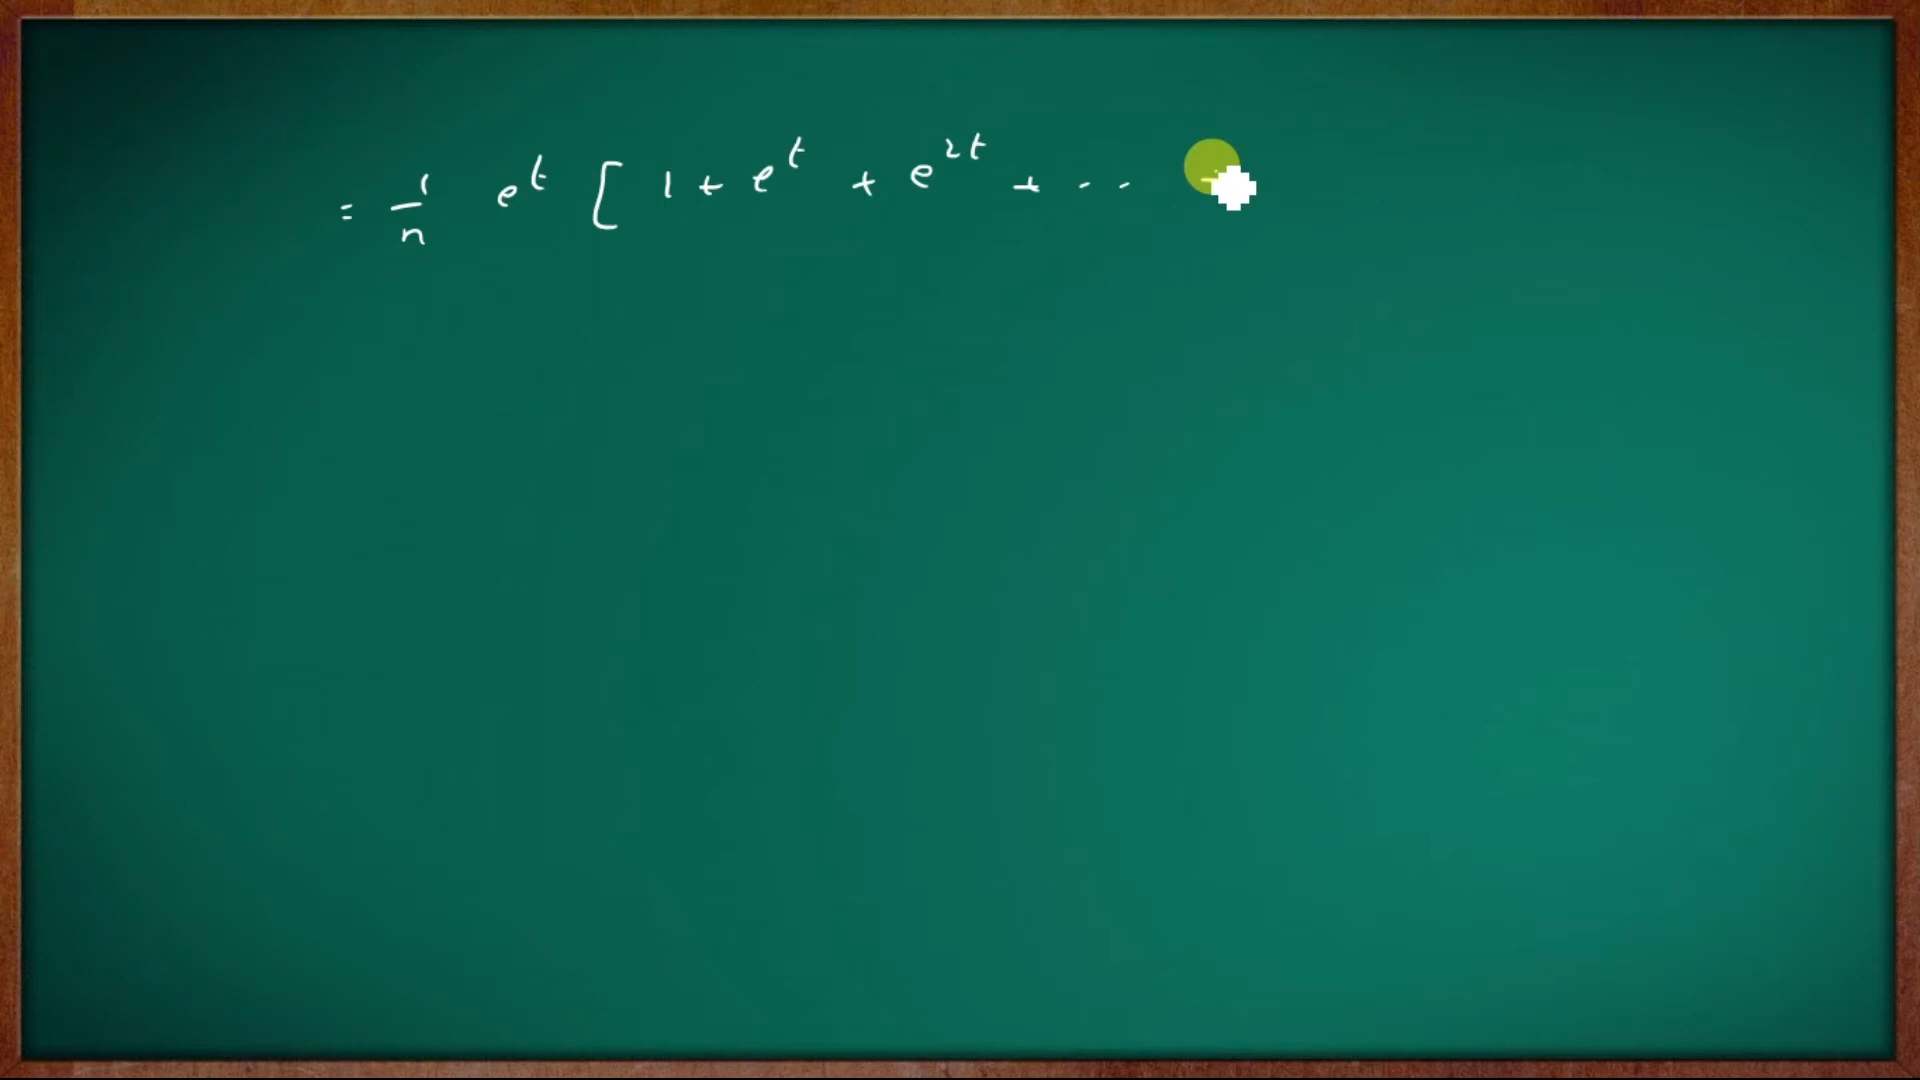 = 1/n e^t [ 1 + e^t + e^2t + . . +